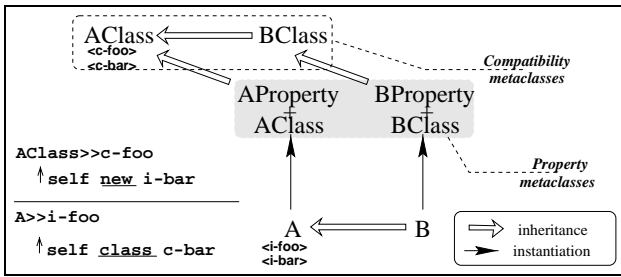 AClass BClass
<c-foo>
<c-bar>
Compatibility
metaclasses
AProperty BProperty
+ +
AClass BClass
AClass>>c-foo
↑ self new i-bar
Property
metaclasses
A>>i-foo
↑ self class c-bar
A B
<i-foo>
<i-bar>
inheritance
instantiation